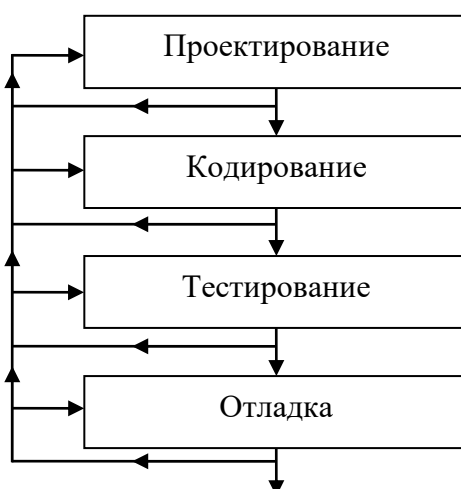 Проектирование
Кодирование
Тестирование
Отладка